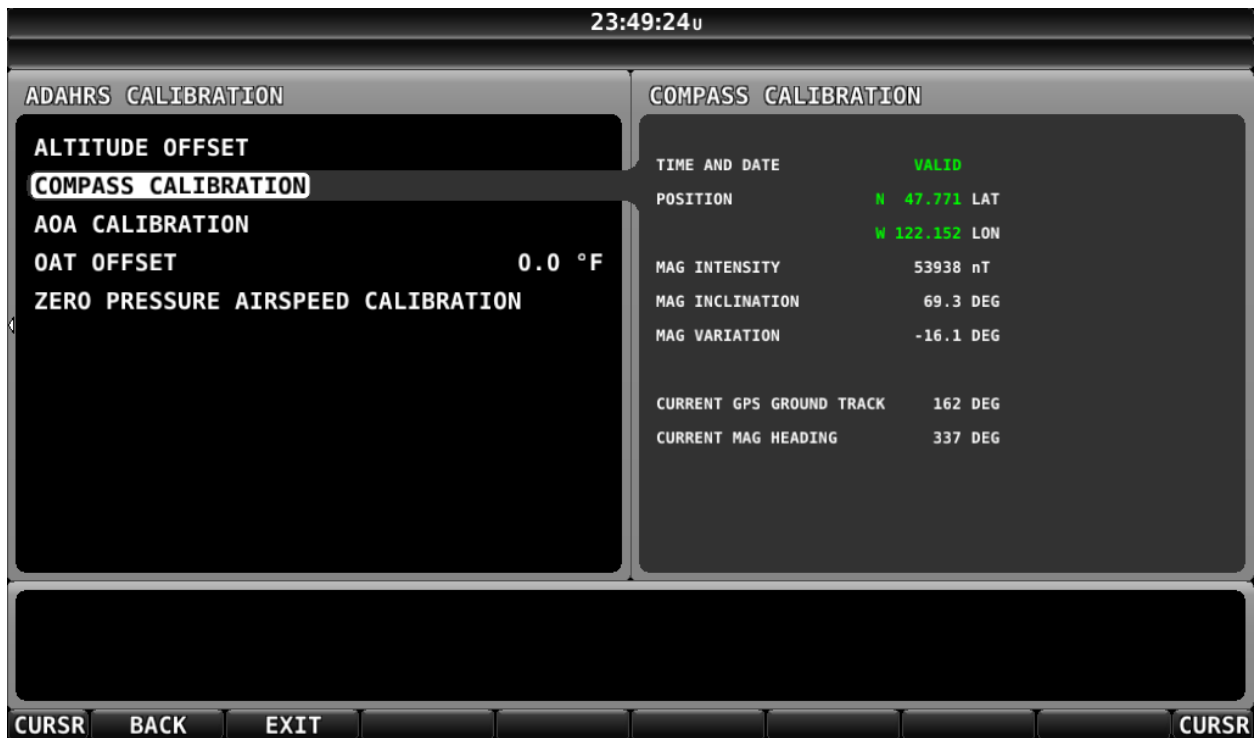 23:49:24U
ADAHRS CALIBRATION
ALTITUDE OFFSET
COMPASS CALIBRATION
AOA CALIBRATION
OAT OFFSET 0.0 °F
ZERO PRESSURE AIRSPEED CALIBRATION
COMPASS CALIBRATION
TIME AND DATE VALID
POSITION N 47.771 LAT
W 122.152 LON
MAG INTENSITY 53938 nT
MAG INCLINATION 69.3 DEG
MAG VARIATION -16.1 DEG
CURRENT GPS GROUND TRACK 162 DEG
CURRENT MAG HEADING 337 DEG
CURSR BACK EXIT CURSR